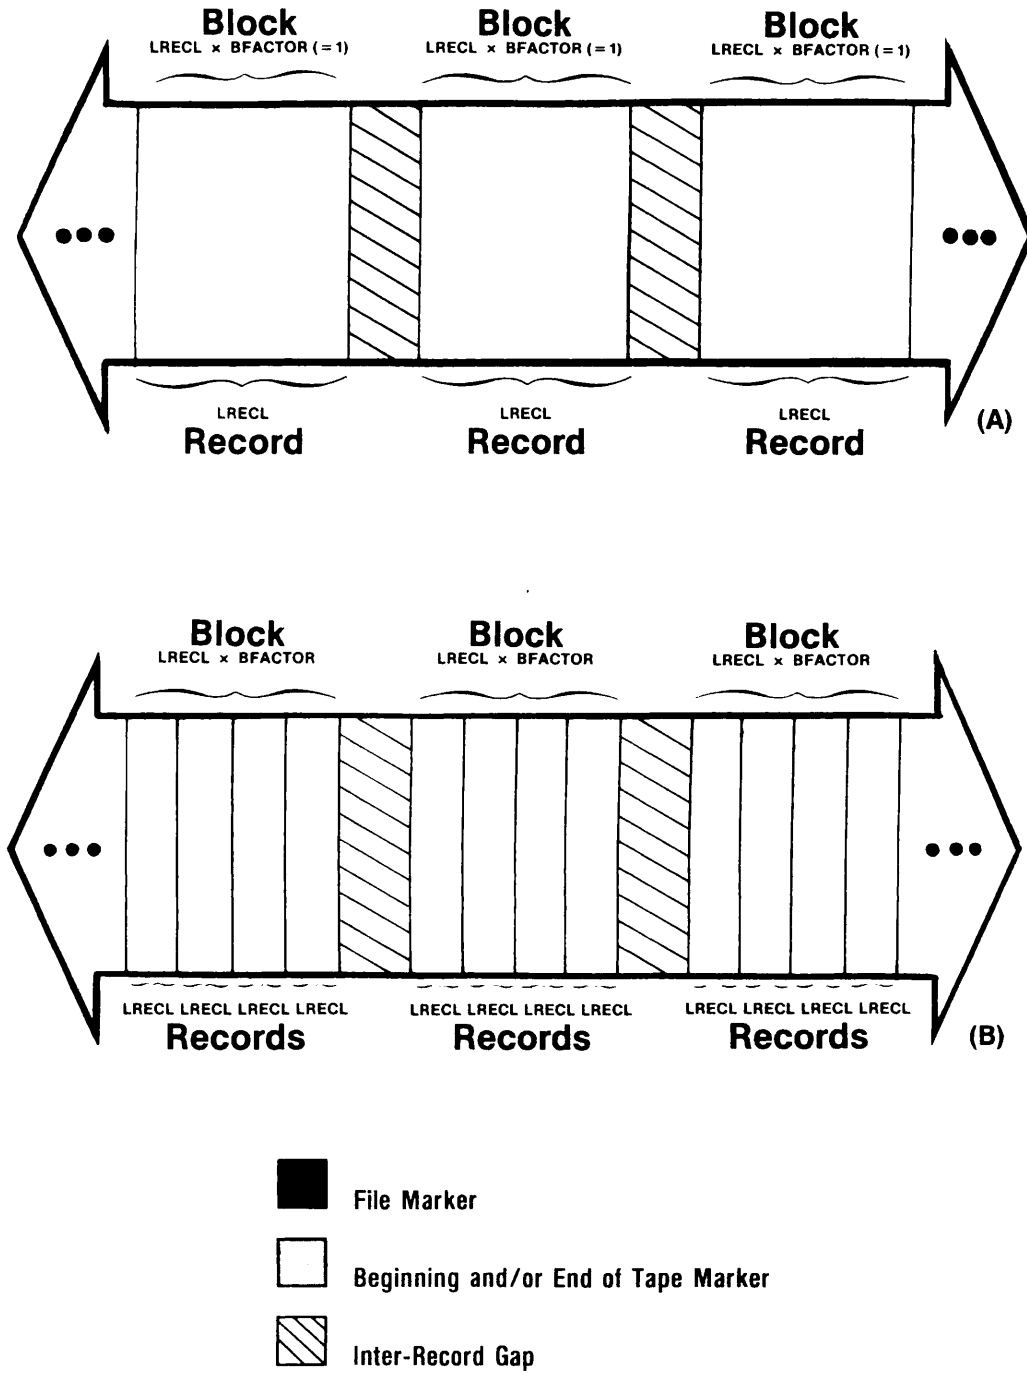 Block Block Block
LRECL × BFACTOR (= 1) LRECL × BFACTOR (= 1) LRECL × BFACTOR (= 1)
LRECL LRECL LRECL
Record Record Record
(A)
Block Block Block
LRECL × BFACTOR LRECL × BFACTOR LRECL × BFACTOR
LRECL LRECL LRECL LRECL LRECL LRECL LRECL LRECL LRECL LRECL LRECL LRECL
Records Records Records
(B)
File Marker
Beginning and/or End of Tape Marker
Inter-Record Gap